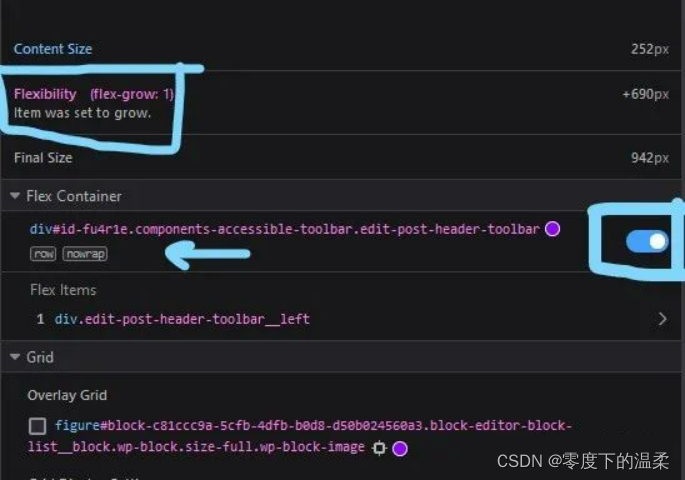 Content Size 252px
Flexibility (flex-grow: 1) +690px
Item was set to grow.
Final Size 942px
Flex Container
div#id-fu4r1e.components-accessible-toolbar.edit-post-header-toolbar
row nowrap
Flex Items
1 div.edit-post-header-toolbar__left
Grid
Overlay Grid
figure#block-c81ccc9a-5cfb-4dfb-b0d8-d50b024560a3.block-editor-block-
list__block.wp-block.size-full.wp-block-image
CSDN @零度下的温柔